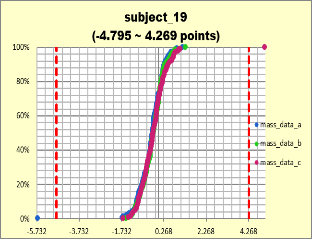 subject_19
(-4.795 ~ 4.269 points)
100%
80%
60%
40%
20%
0%
mass_data_a
mass_data_b
mass_data_c
-5.732 -3.732 -1.732 0.268 2.268 4.268